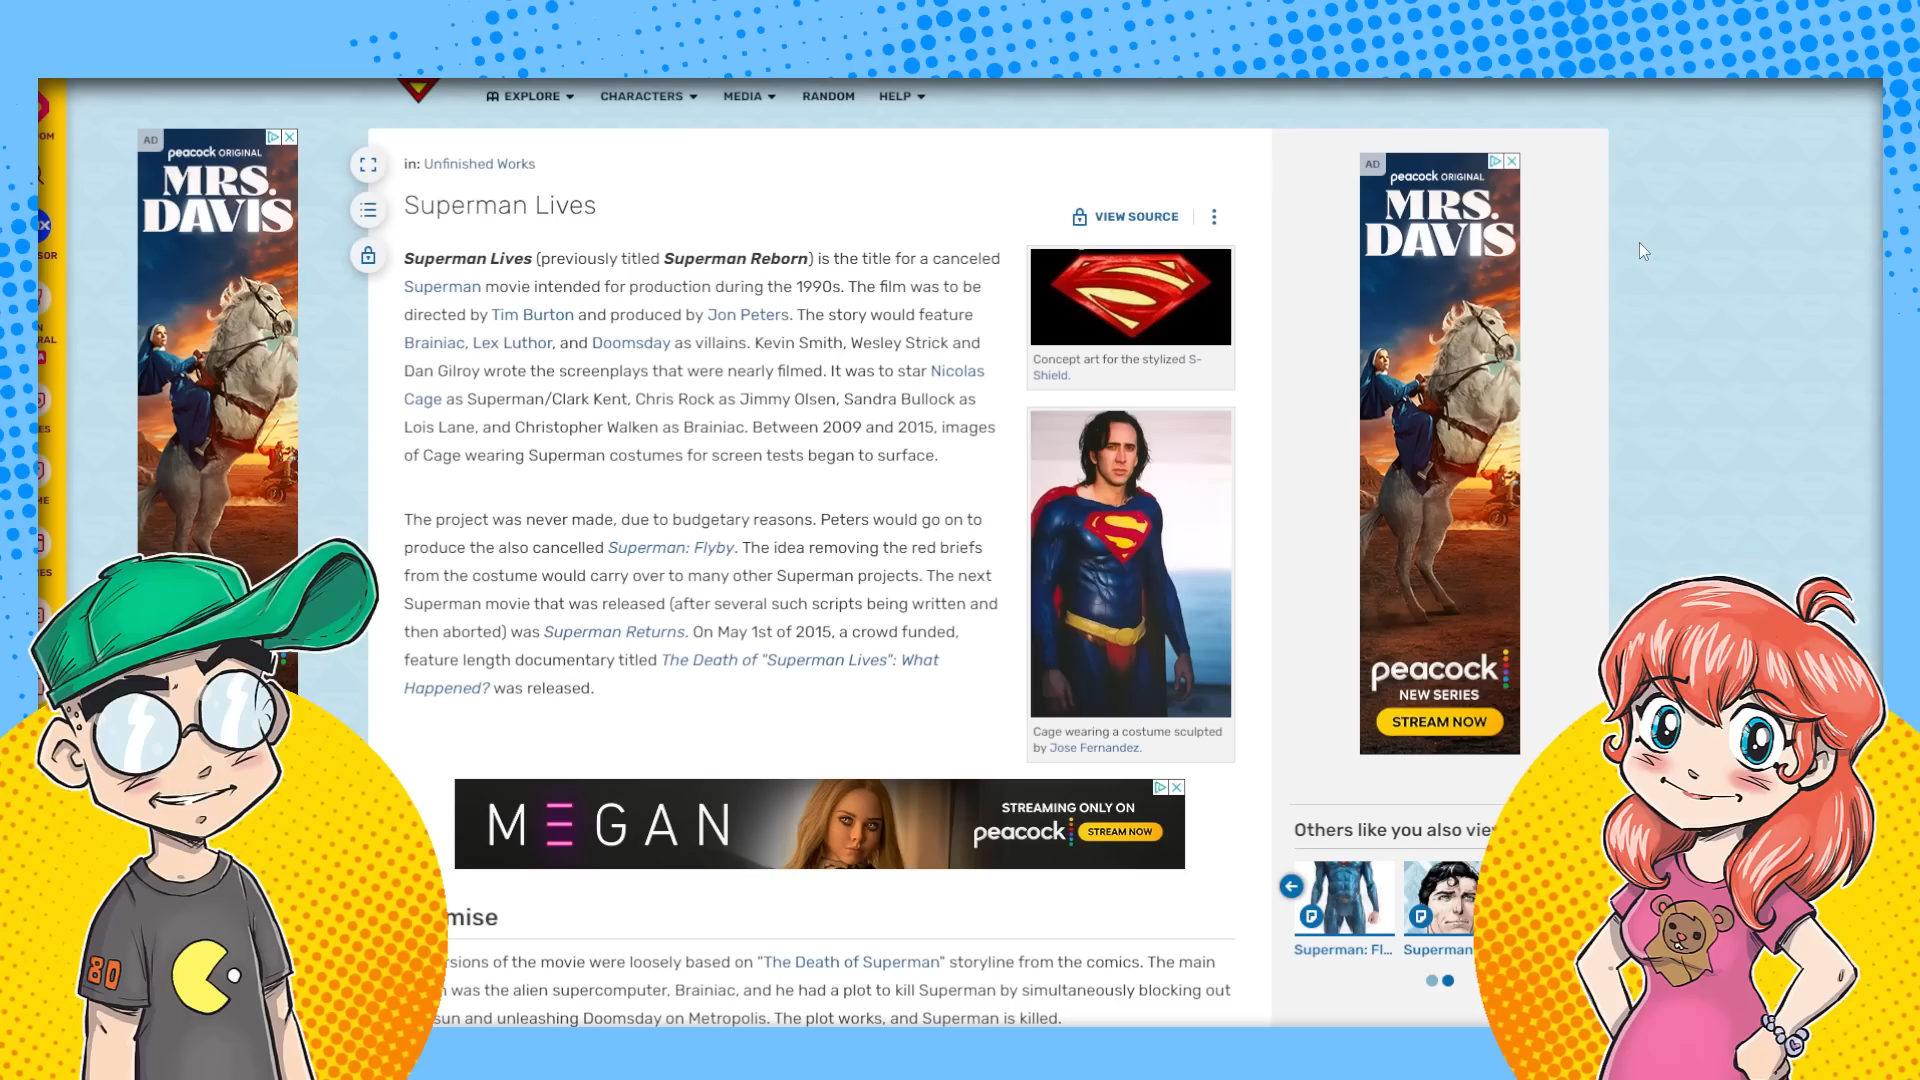 EXPLORE
CHARACTERS
MEDIA
RANDOM
HELP
AD
peacock ORIGINAL
MRS.
DAVIS
in: Unfinished Works
Superman Lives
VIEW SOURCE
Superman Lives (previously titled Superman Reborn) is the title for a canceled
Superman movie intended for production during the 1990s. The film was to be
directed by Tim Burton and produced by Jon Peters. The story would feature
Brainiac, Lex Luthor, and Doomsday as villains. Kevin Smith, Wesley Strick and
Dan Gilroy wrote the screenplays that were nearly filmed. It was to star Nicolas
Cage as Superman/Clark Kent, Chris Rock as Jimmy Olsen, Sandra Bullock as
Lois Lane, and Christopher Walken as Brainiac. Between 2009 and 2015, images
of Cage wearing Superman costumes for screen tests began to surface.
The project was never made, due to budgetary reasons. Peters would go on to
produce the also cancelled Superman: Flyby. The idea removing the red briefs
from the costume would carry over to many other Superman projects. The next
Superman movie that was released (after several such scripts being written and
then aborted) was Superman Returns. On May 1st of 2015, a crowd funded,
feature length documentary titled The Death of "Superman Lives": What
Happened? was released.
Concept art for the stylized S-
Shield.
Cage wearing a costume sculpted
by Jose Fernandez.
AD
peacock ORIGINAL
MRS.
DAVIS
peacock
NEW SERIES
STREAM NOW
MEGAN
STREAMING ONLY ON
peacock STREAM NOW
mise
rsions of the movie were loosely based on "The Death of Superman" storyline from the comics. The main
was the alien supercomputer, Brainiac, and he had a plot to kill Superman by simultaneously blocking out
sun and unleashing Doomsday on Metropolis. The plot works, and Superman is killed.
Others like you also vie
Superman: Fl...
Superman
80